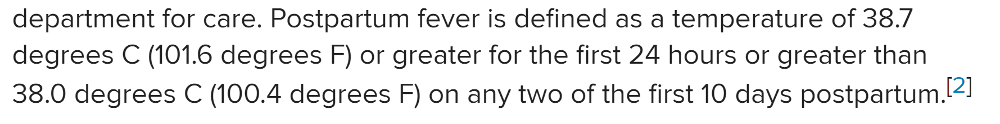 department for care. Postpartum fever is defined as a temperature of 38.7
degrees C (101.6 degrees F) or greater for the first 24 hours or greater than
38.0 degrees C (100.4 degrees F) on any two of the first 10 days postpartum.[2]